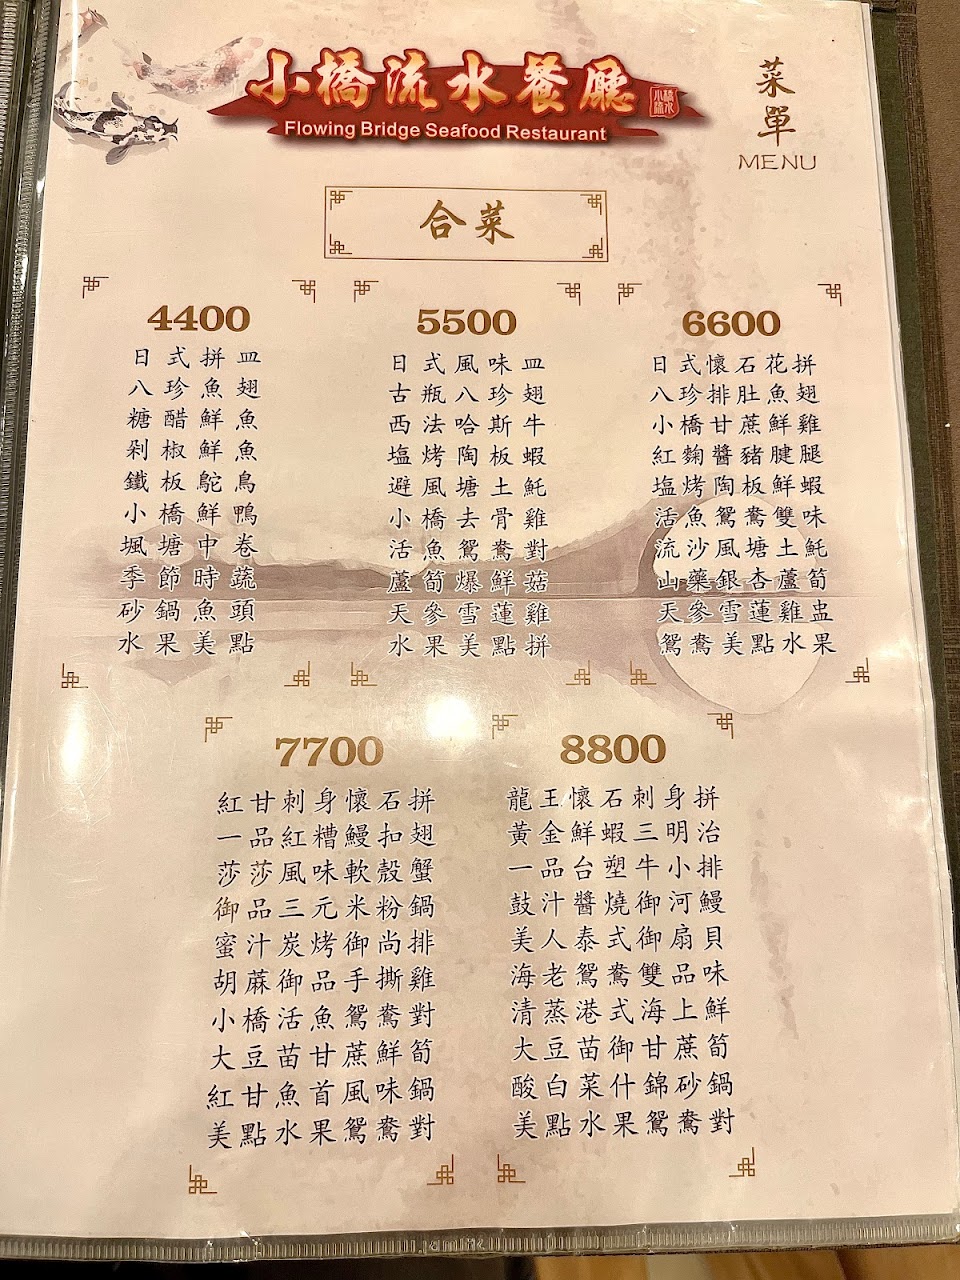 小橋流水餐廳
小橋流水
Flowing Bridge Seafood Restaurant
菜單
MENU
合菜
4400
日式拼皿
八珍魚翅
糖醋鮮魚
剁椒鮮魚
鐵板鴕鳥
小橋鮮鴨
堸塘中卷
季節時蔬
砂鍋魚頭
水果美點
5500
日式風味皿
古瓶八珍翅
西法哈斯牛
塩烤陶板蝦
避風塘土魠
小橋去骨雞
活魚鴛鴦對
蘆筍爆鮮菇
天參雪蓮雞
水果美點拼
6600
日式懷石花拼
八珍排肚魚翅
小橋甘蔗鮮雞
紅麴醬豬腱腿
塩烤陶板鮮蝦
活魚鴛鴦雙味
流沙風塘土魠
山藥銀杏蘆筍
天參雪蓮雞盅
鴛鴦美點水果
7700
紅甘刺身懷石拼
一品紅糟鰻扣翅
莎莎風味軟殼蟹
御品三元米粉鍋
蜜汁炭烤御尚排
胡蔴御品手撕雞
小橋活魚鴛鴦對
大豆苗甘蔗鮮筍
紅甘魚首風味鍋
美點水果鴛鴦對
8800
龍王懷石刺身拼
黃金鮮蝦三明治
一品台塑牛小排
鼓汁醬燒御河鰻
美人泰式御扇貝
海老鴛鴦雙品味
清蒸港式海上鮮
大豆苗御甘蔗筍
酸白菜什錦砂鍋
美點水果鴛鴦對